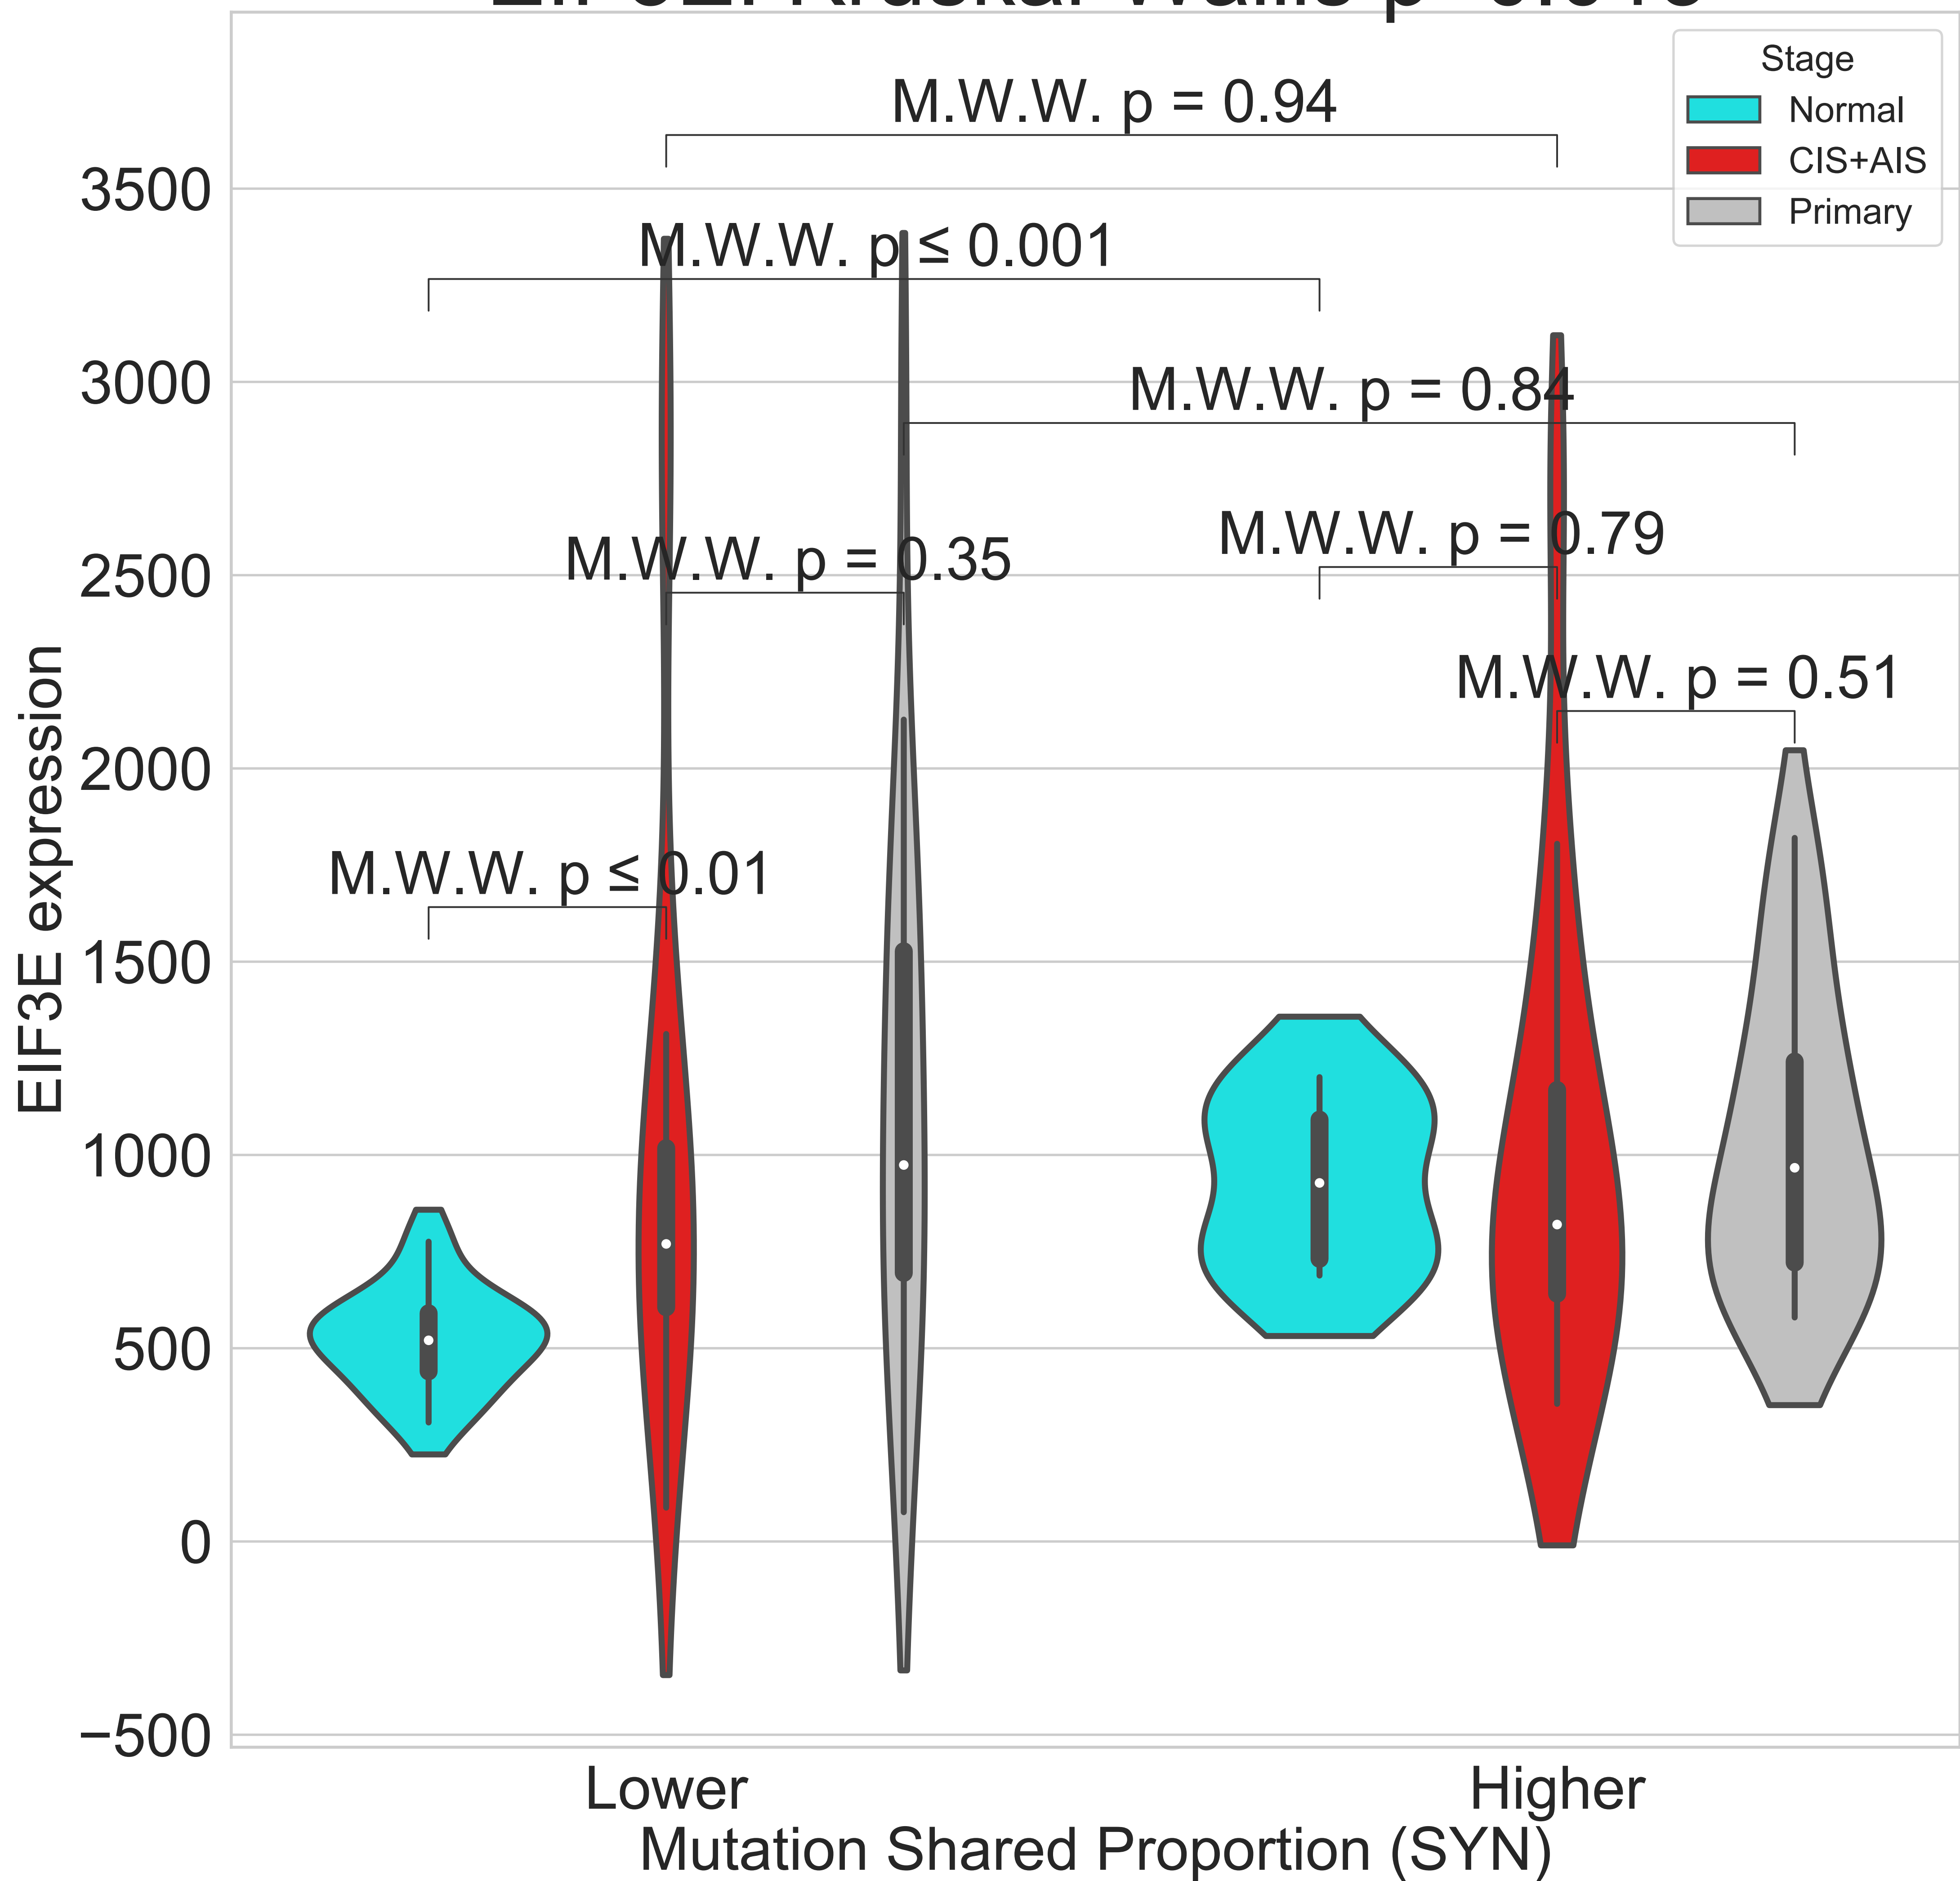 Stage
Normal
CIS+AIS
Primary
M.W.W. p = 0.94
M.W.W. p ≤ 0.001
M.W.W. p = 0.84
M.W.W. p = 0.79
M.W.W. p = 0.35
M.W.W. p = 0.51
M.W.W. p ≤ 0.01
EIF3E expression
3500
3000
2500
2000
1500
1000
500
0
−500
Lower
Higher
Mutation Shared Proportion (SYN)